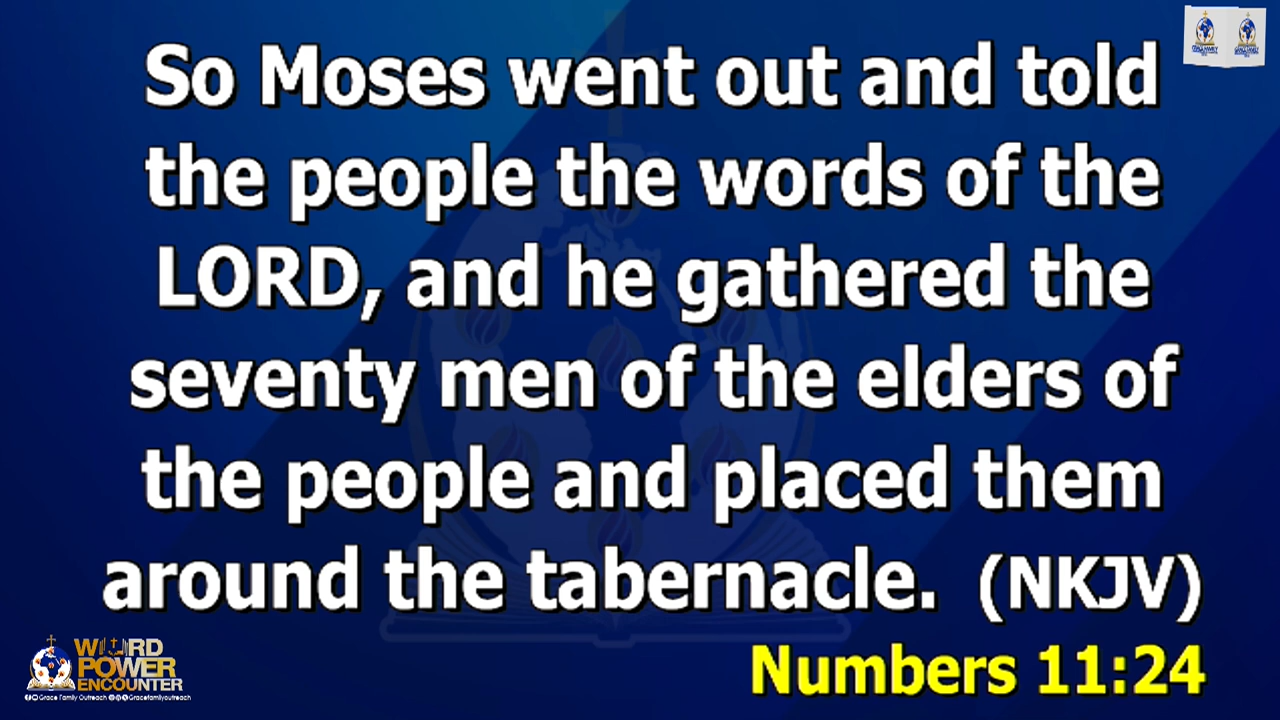 So Moses went out and told
the people the words of the
LORD, and he gathered the
seventy men of the elders of
the people and placed them
around the tabernacle. (NKJV)
Numbers 11:24
WORD
POWER
ENCOUNTER
Grace Family Outreach Gracefamilyoutreach